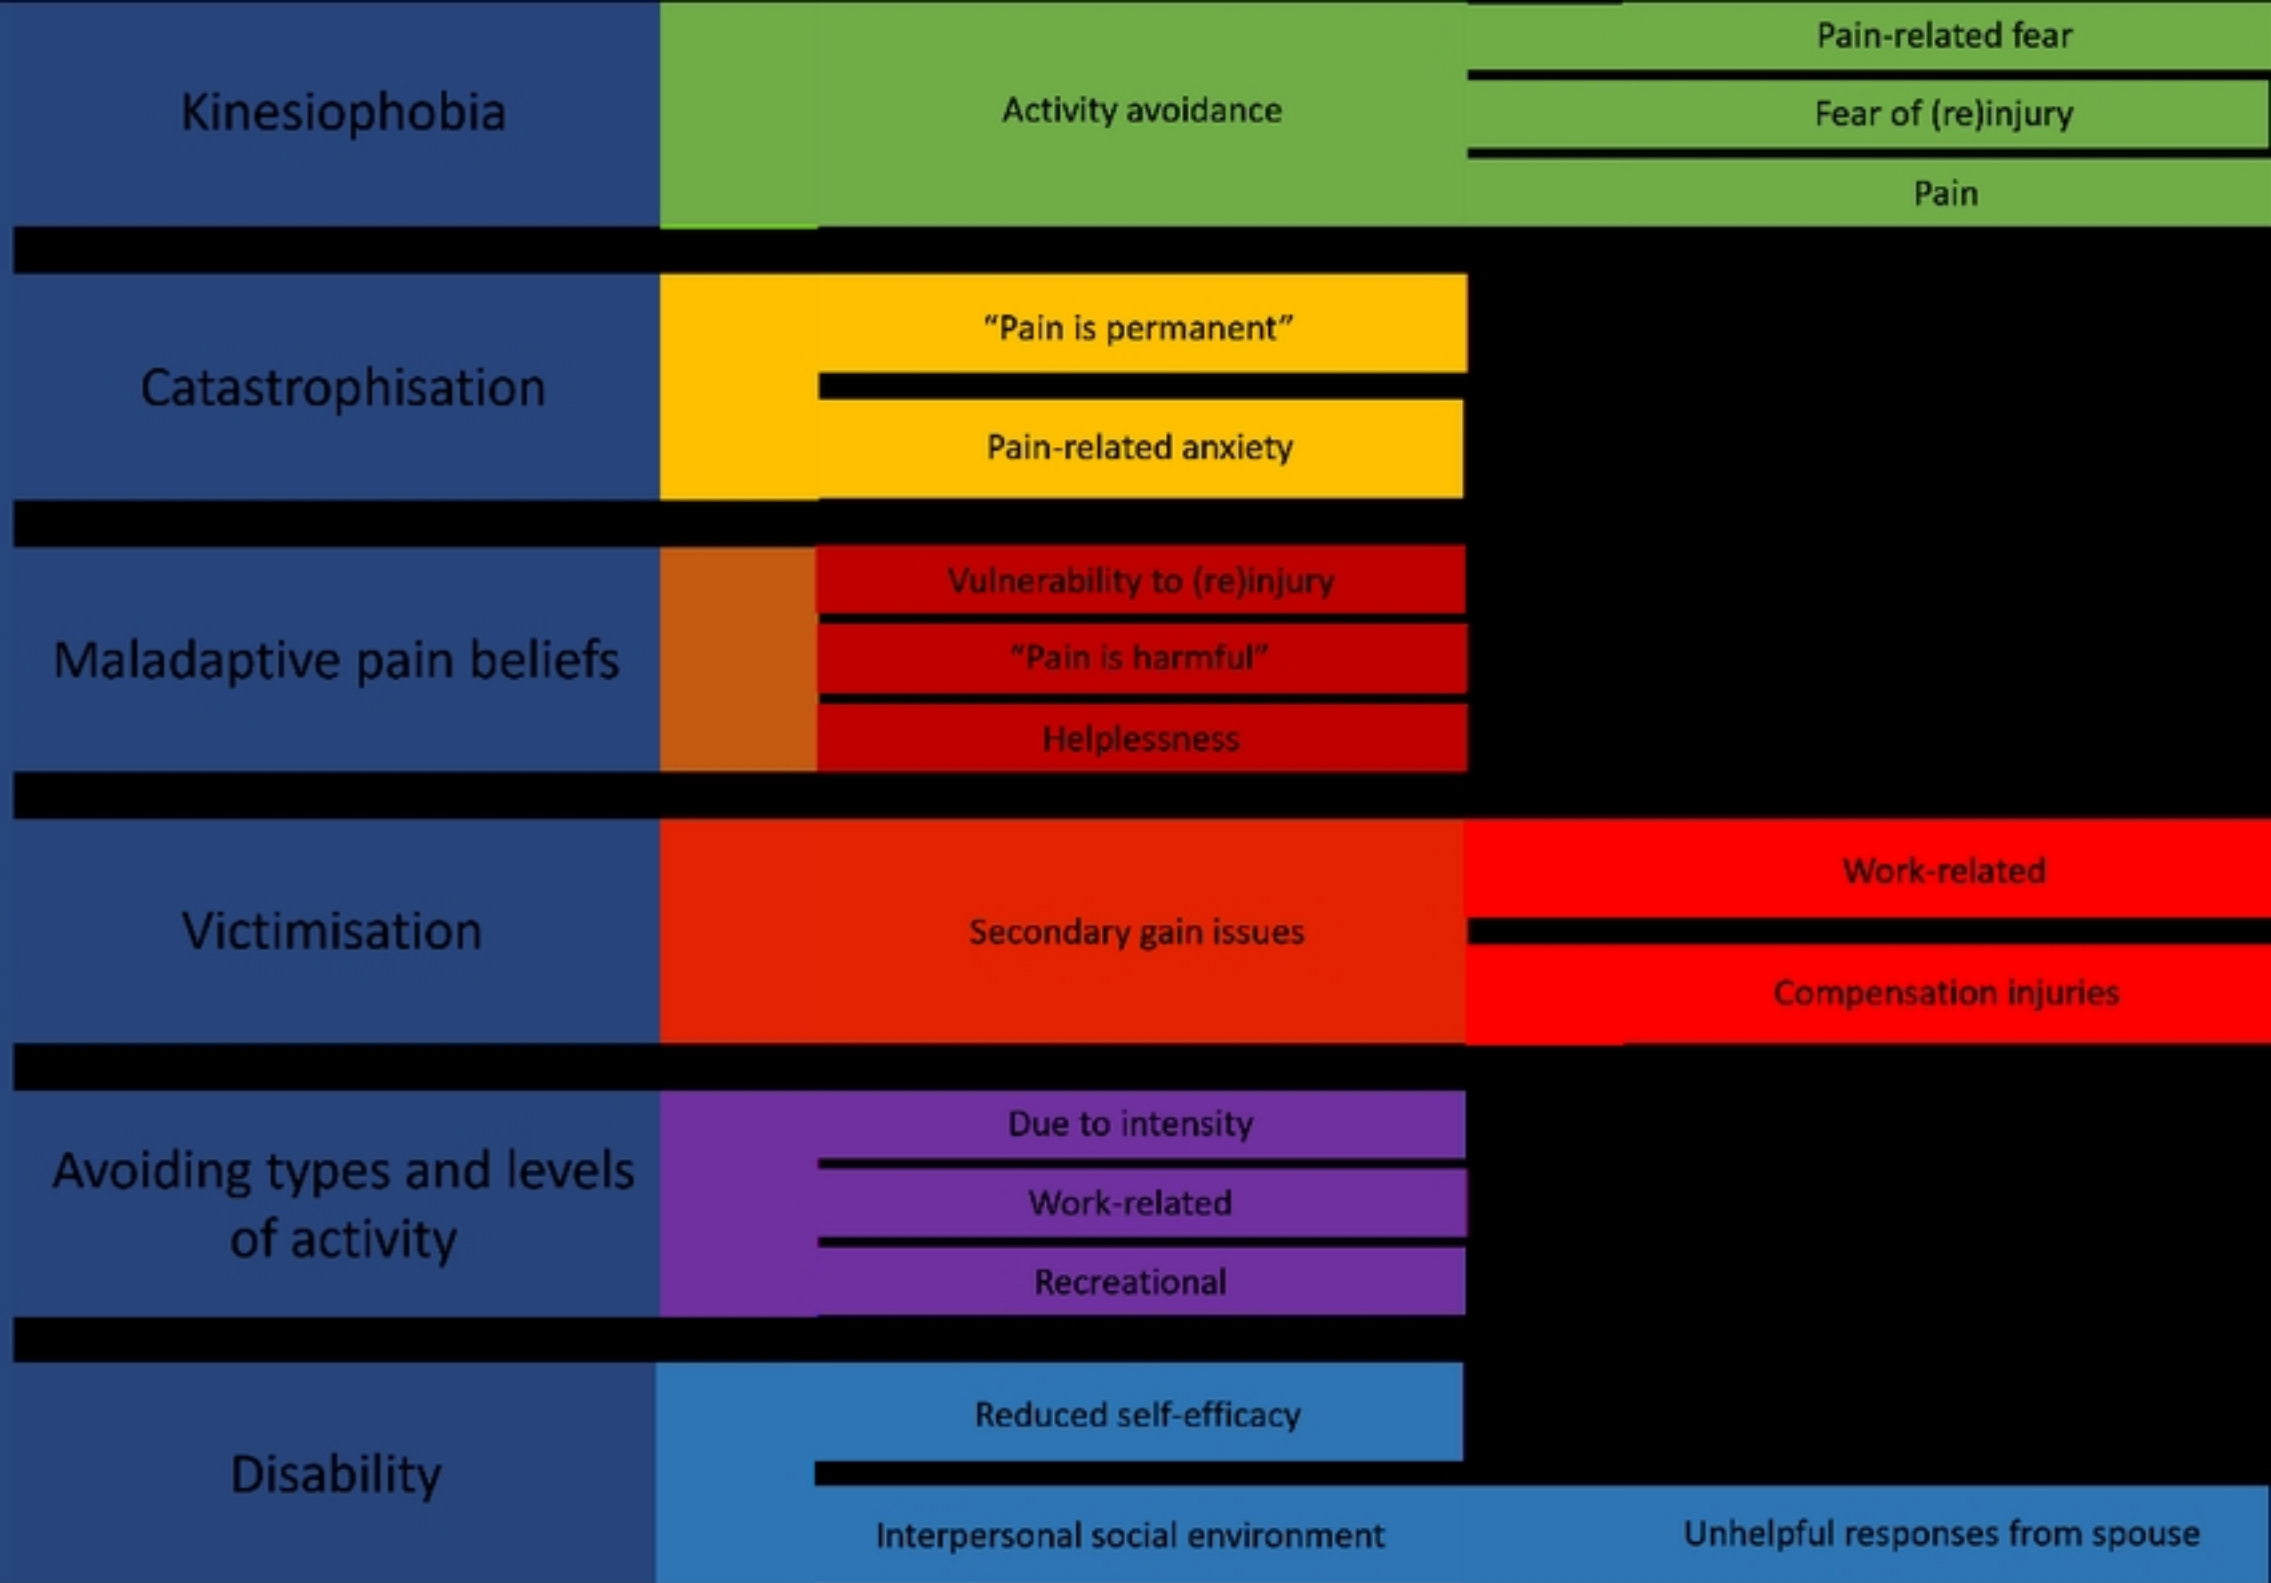 Kinesiophobia
Activity avoidance
Pain-related fear
Fear of (re)injury
Pain
Catastrophisation
“Pain is permanent”
Pain-related anxiety
Maladaptive pain beliefs
Vulnerability to (re)injury
“Pain is harmful”
Helplessness
Victimisation
Secondary gain issues
Work-related
Compensation injuries
Avoiding types and levels
of activity
Due to intensity
Work-related
Recreational
Disability
Reduced self-efficacy
Interpersonal social environment
Unhelpful responses from spouse